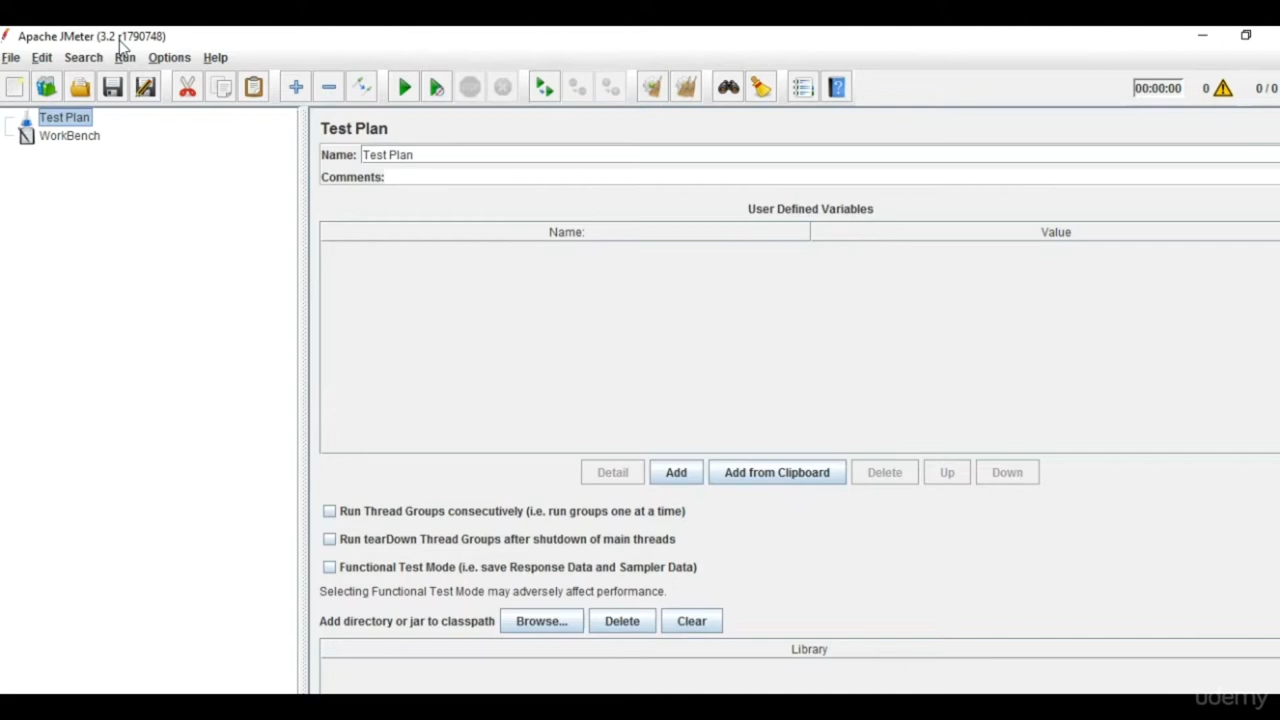 Apache JMeter (3.2 r1790748)
File Edit Search Run Options Help
00:00:00 0 0 / 0
Test Plan
WorkBench
Test Plan
Name: Test Plan
Comments:
User Defined Variables
Name: Value
Detail Add Add from Clipboard Delete Up Down
Run Thread Groups consecutively (i.e. run groups one at a time)
Run tearDown Thread Groups after shutdown of main threads
Functional Test Mode (i.e. save Response Data and Sampler Data)
Selecting Functional Test Mode may adversely affect performance.
Add directory or jar to classpath Browse... Delete Clear
Library
udemy